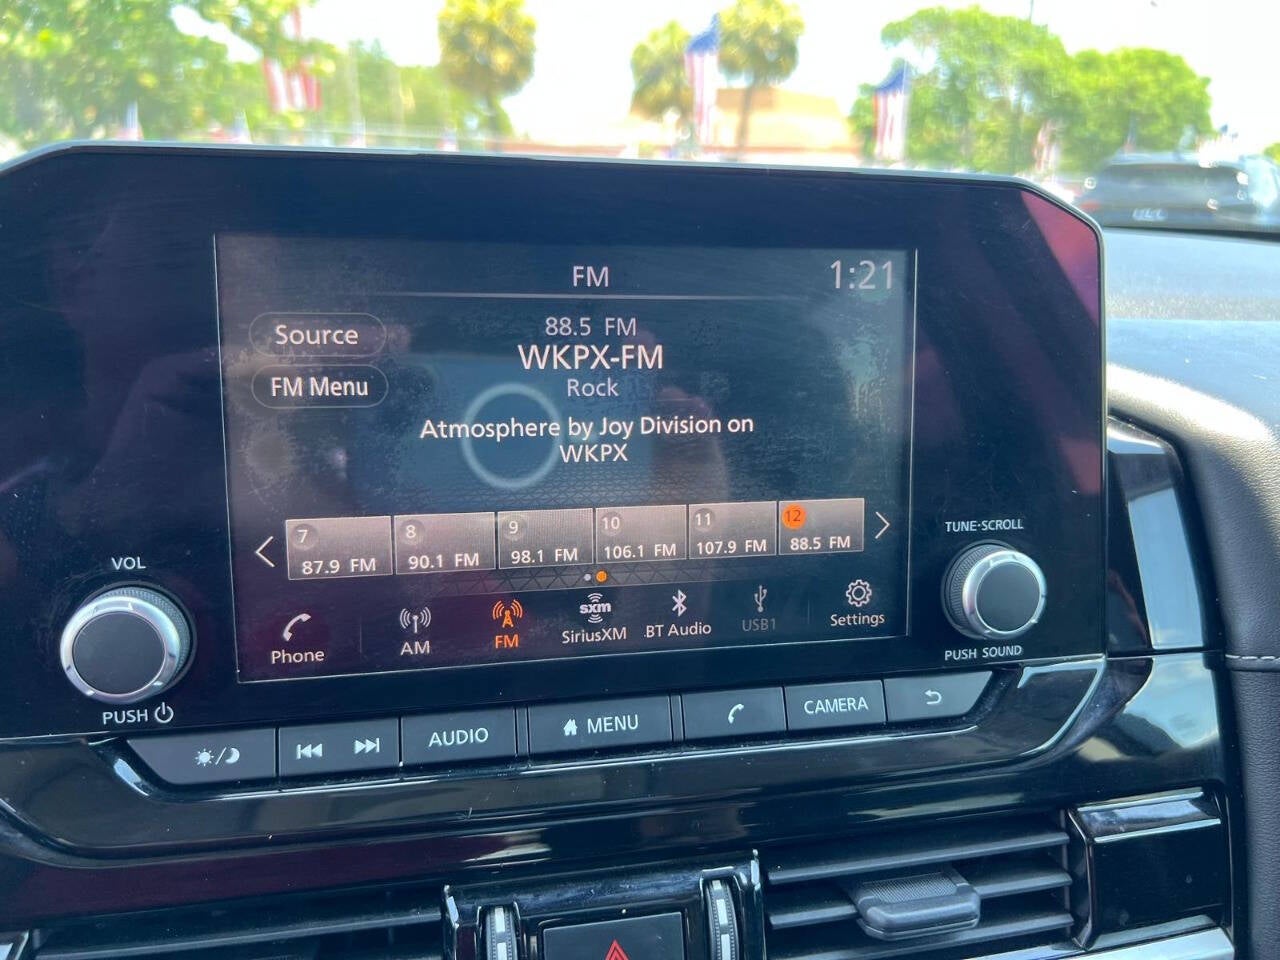 FM
1:21
Source
88.5 FM
WKPX-FM
FM Menu
Rock
Atmosphere by Joy Division on
WKPX
7
8
9
10
11
12
87.9 FM
90.1 FM
98.1 FM
106.1 FM
107.9 FM
88.5 FM
Phone
AM
FM
sxm
SiriusXM
BT Audio
USB1
Settings
VOL
PUSH
TUNE·SCROLL
PUSH SOUND
AUDIO
MENU
CAMERA